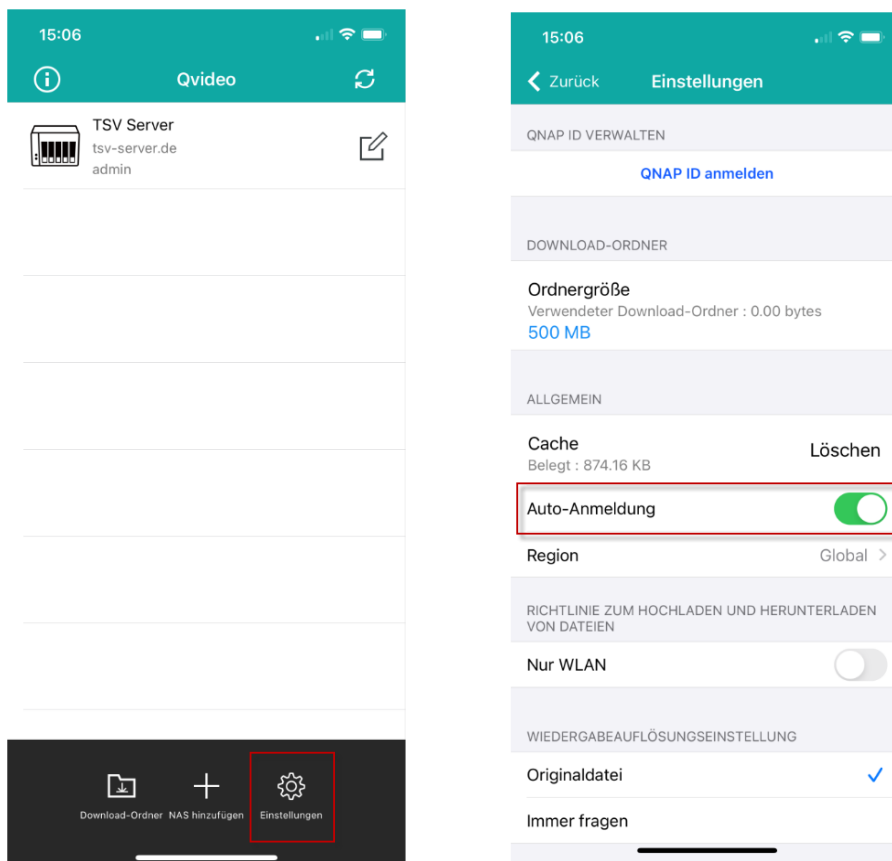 15:06
Qvideo
TSV Server
tsv-server.de
admin
Download-Ordner
NAS hinzufügen
Einstellungen
15:06
Zurück
Einstellungen
QNAP ID VERWALTEN
QNAP ID anmelden
DOWNLOAD-ORDNER
Ordnergröße
Verwendeter Download-Ordner : 0.00 bytes
500 MB
ALLGEMEIN
Cache
Löschen
Belegt : 874.16 KB
Auto-Anmeldung
Region
Global >
RICHTLINIE ZUM HOCHLADEN UND HERUNTERLADEN
VON DATEIEN
Nur WLAN
WIEDERGABEAUFLÖSUNGSEINSTELLUNG
Originaldatei
Immer fragen